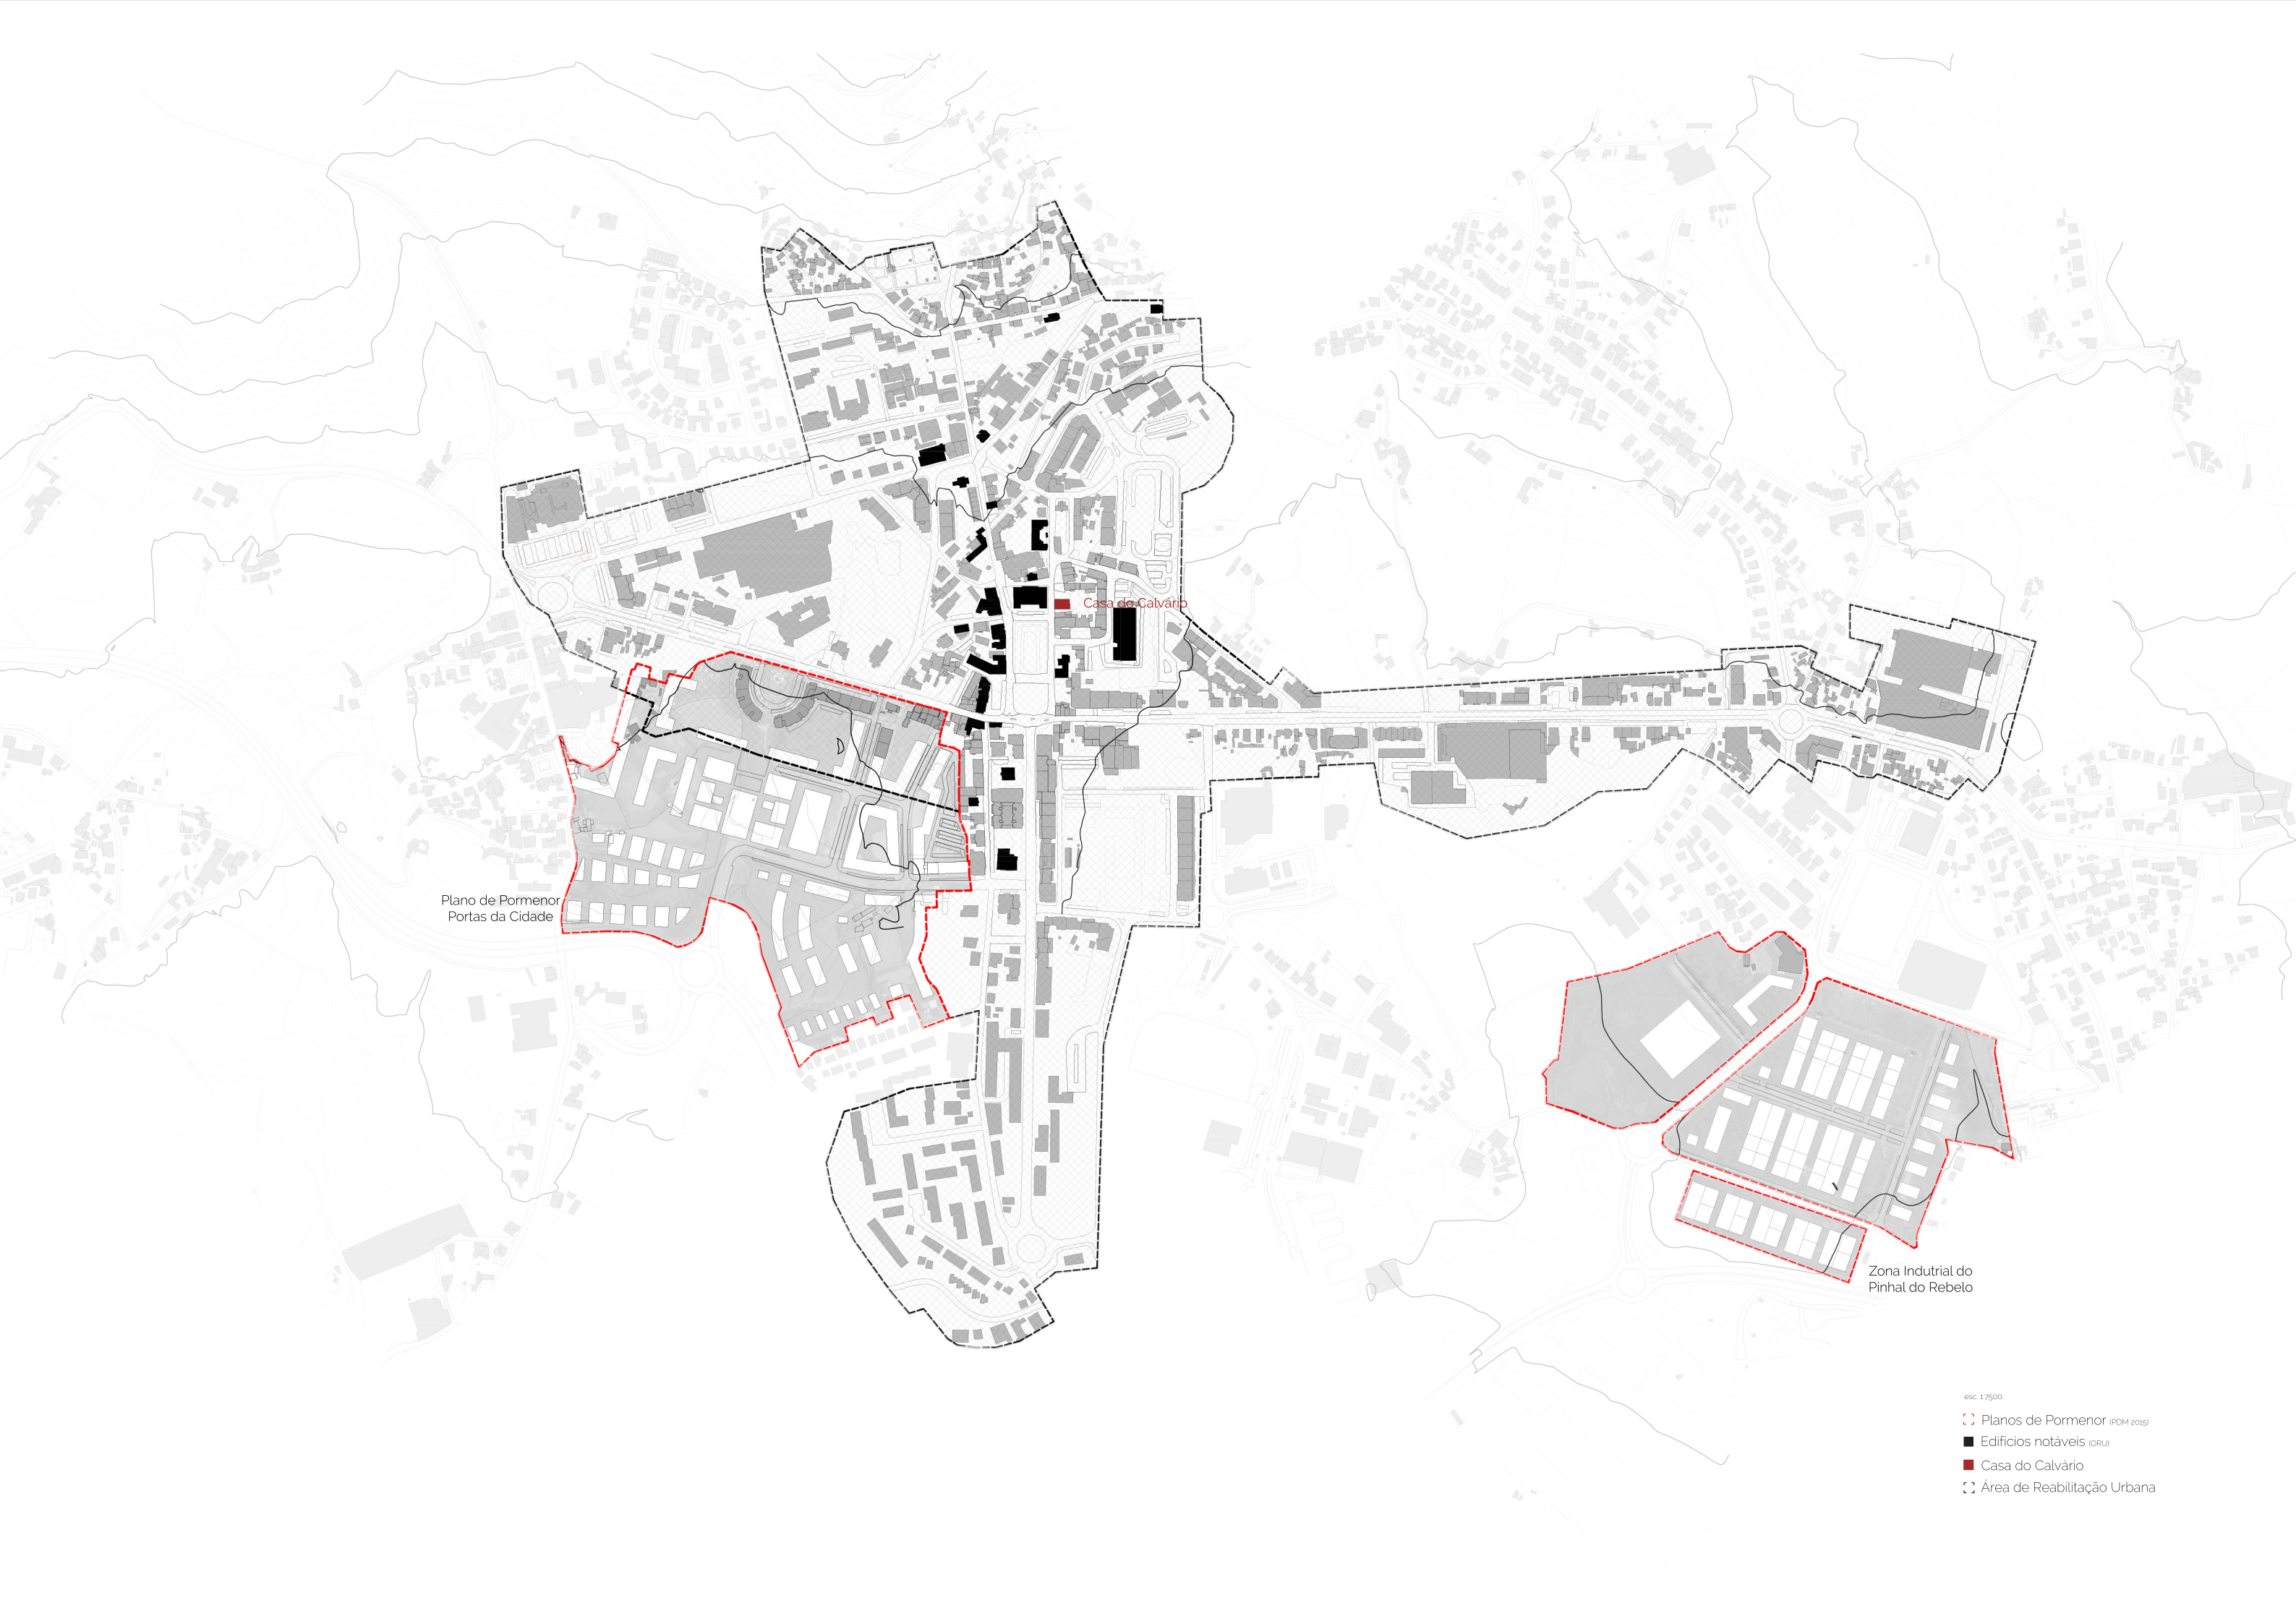 Casa do Calvário
Plano de Pormenor
Portas da Cidade
Zona Indutrial do
Pinhal do Rebelo
esc. 1:7500
Planos de Pormenor (PDM 2015)
Edifícios notáveis (ORU)
Casa do Calvário
Área de Reabilitação Urbana